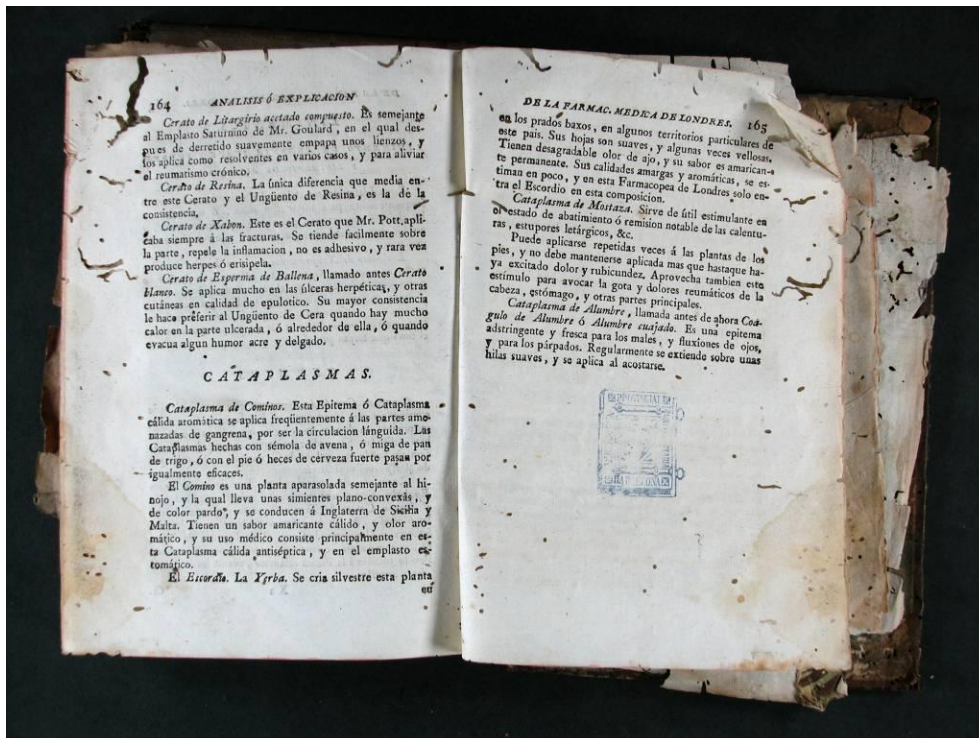 164 ANALISIS Ó EXPLICACION
Cerato de Litargirio acetado compuesto. Es semejante
al Emplasto Saturnino de Mr. Goulard, en el qual des-
pues de derretido suavemente empapa unos lienzos, y
los aplica como resolventes en varios casos, y para aliviar
el reumatismo crónico.
Cerato de Resina. La única diferencia que media en-
tre este Cerato y el Ungüento de Resina, es la de la
consistencia.
Cerato de Xabon. Este es el Cerato que Mr. Pott apli-
caba siempre á las fracturas. Se tiende facilmente sobre
la parte, repele la inflamacion, no es adhesivo, y rara vez
produce herpes ó erisipela.
Cerato de Esperma de Ballena, llamado antes Cerato
blanco. Se aplica mucho en las úlceras herpéticas, y otras
cutáneas en calidad de epulotico. Su mayor consistencia
le hace preferir al Ungüento de Cera quando hay mucho
calor en la parte ulcerada, ó alrededor de ella, ó quando
evacua algun humor acre y delgado.
CATAPLASMAS.
Cataplasma de Cominos. Esta Epitema ó Cataplasma
cálida aromática se aplica freqüentemente á las partes ame-
nazadas de gangrena, por ser la circulacion lánguida. Las
Cataplasmas hechas con sémola de avena, ó miga de pan
de trigo, ó con el pie ó heces de cerveza fuerte pasan por
igualmente eficaces.
El Comino es una planta aparasolada semejante al hi-
nojo, y la qual lleva unas simientes plano-convexâs, y
de color pardo, y se conducen á Inglaterra de Sicilia y
Malta. Tienen un sabor amaricante cálido, y olor aro-
mático, y su uso médico consiste principalmente en es-
ta Cataplasma cálida antiséptica, y en el emplasto es-
tomático.
El Escordio. La Yerba. Se cria silvestre esta planta
en
DE LA FARMAC. MEDICA DE LONDRES. 165
en los prados baxos, en algunos territorios particulares de
este pais. Sus hojas son suaves, y algunas veces vellosas.
Tienen desagradable olor de ajo, y su sabor es amarican-
te permanente. Sus calidades amargas y aromáticas, se es-
timan en poco, y en esta Farmacopea de Londres solo en-
tra el Escordio en esta composicion.
Cataplasma de Mostaza. Sirve de útil estimulante en
el estado de abatimiento ó remision notable de las calentu-
ras, estupores letárgicos, &c.
Puede aplicarse repetidas veces á las plantas de los
pies, y no debe mantenerse aplicada mas que hastaque ha-
ya excitado dolor y rubicundez. Aprovecha tambien este
estímulo para avocar la gota y dolores reumáticos de la
cabeza, estómago, y otras partes principales.
Cataplasma de Alumbre, llamada antes de ahora Coá-
gulo de Alumbre ó Alumbre cuajado. Es una epitema
adstringente y fresca para los males, y fluxiones de ojos,
y para los párpados. Regularmente se extiende sobre unas
hilas suaves, y se aplica al acostarse.
PROVINCIAL